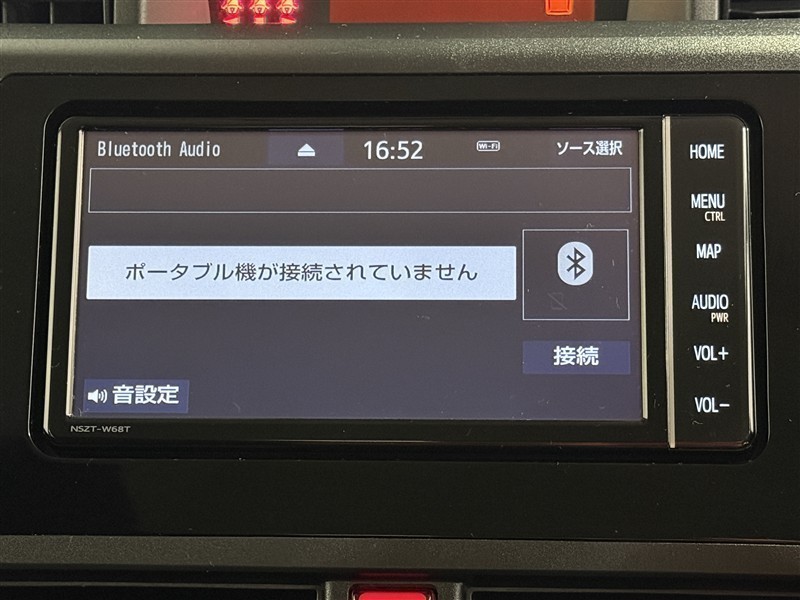 Bluetooth Audio
16:52
Wi-Fi
ソース選択
ポータブル機が接続されていません
接続
音設定
NSZT-W68T
HOME
MENU
CTRL
MAP
AUDIO
PWR
VOL+
VOL-